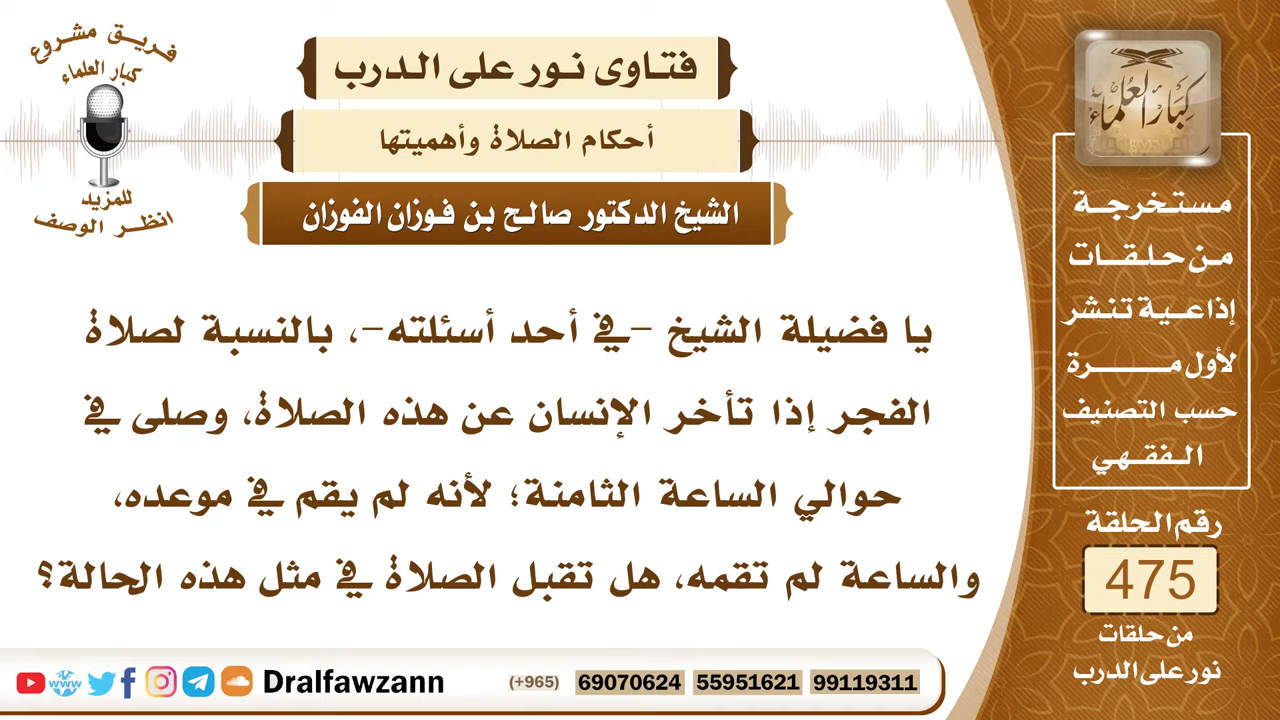 فريق مشروع
كبار العلماء
للمزيد
انظر الوصف
فتاوى نور على الدرب
أحكام الصلاة وأهميتها
الشيخ الدكتور صالح بن فوزان الفوزان
يا فضيلة الشيخ -في أحد أسئلته-، بالنسبة لصلاة
الفجر إذا تأخر الإنسان عن هذه الصلاة، وصلى في
حوالي الساعة الثامنة؛ لأنه لم يقم في موعده،
والساعة لم تقمه، هل تقبل الصلاة في مثل هذه الحالة؟
كبار العلماء
مستخرجة
من حلقات
إذاعية تنشر
لأول مرة
حسب التصنيف
الفقهي
رقم الحلقة
475
من حلقات
نور على الدرب
www Dralfawzann (+965) 69070624 55951621 99119311